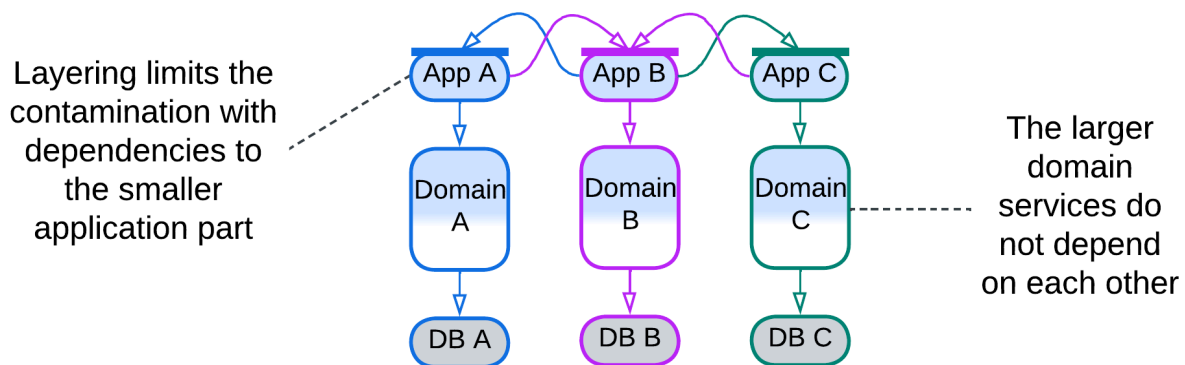 Layering limits the
contamination with
dependencies to
the smaller
application part
App A
App B
App C
Domain
A
Domain
B
Domain
C
DB A
DB B
DB C
The larger
domain
services do
not depend
on each other